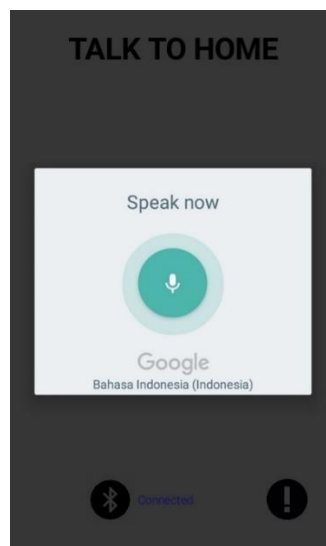 TALK TO HOME
Speak now
Google
Bahasa Indonesia (Indonesia)
Connected